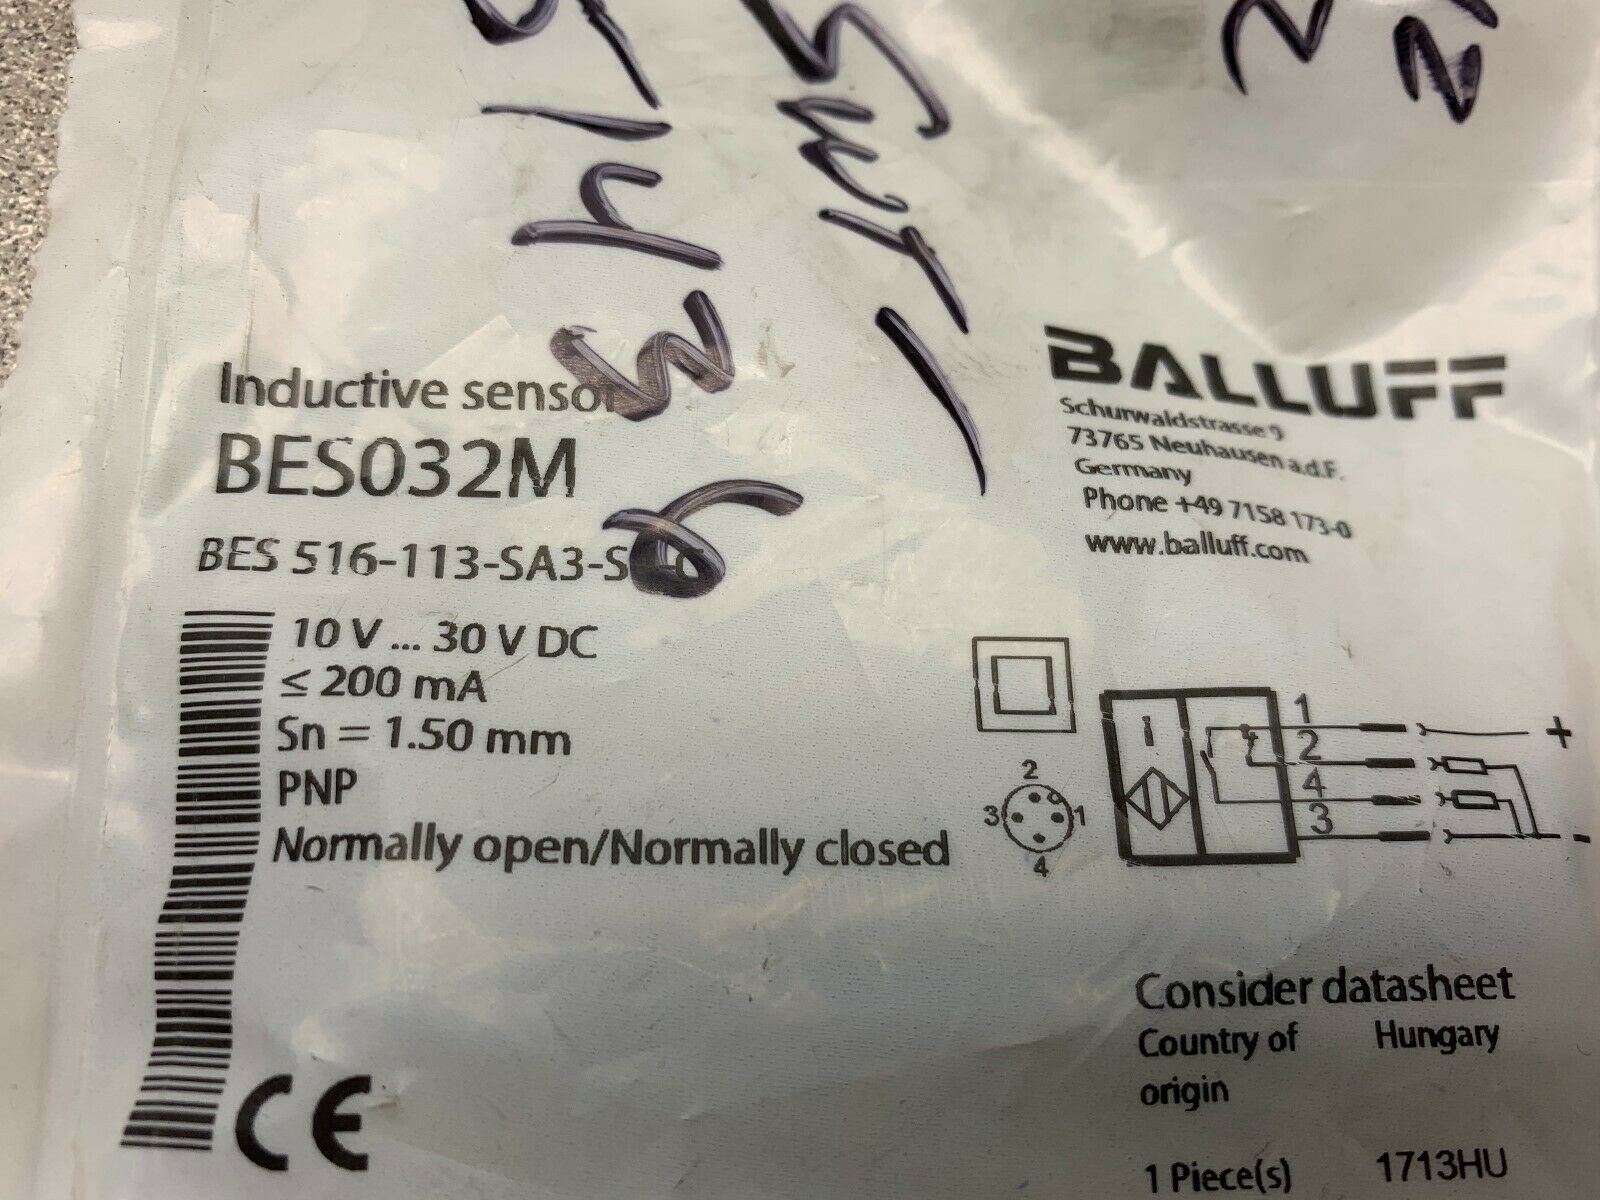 BALLUFF
Schurwaldstrasse 9
73765 Neuhausen a.d.F.
Germany
Phone +49 7158 173-0
www.balluff.com
Inductive sensor
BES032M
BES 516-113-SA3-S
10 V ... 30 V DC
≤ 200 mA
Sn = 1.50 mm
PNP
Normally open/Normally closed
2
3 1
4
1
2
4
3
+
-
Consider datasheet
Country of Hungary
origin
1 Piece(s) 1713HU
CE